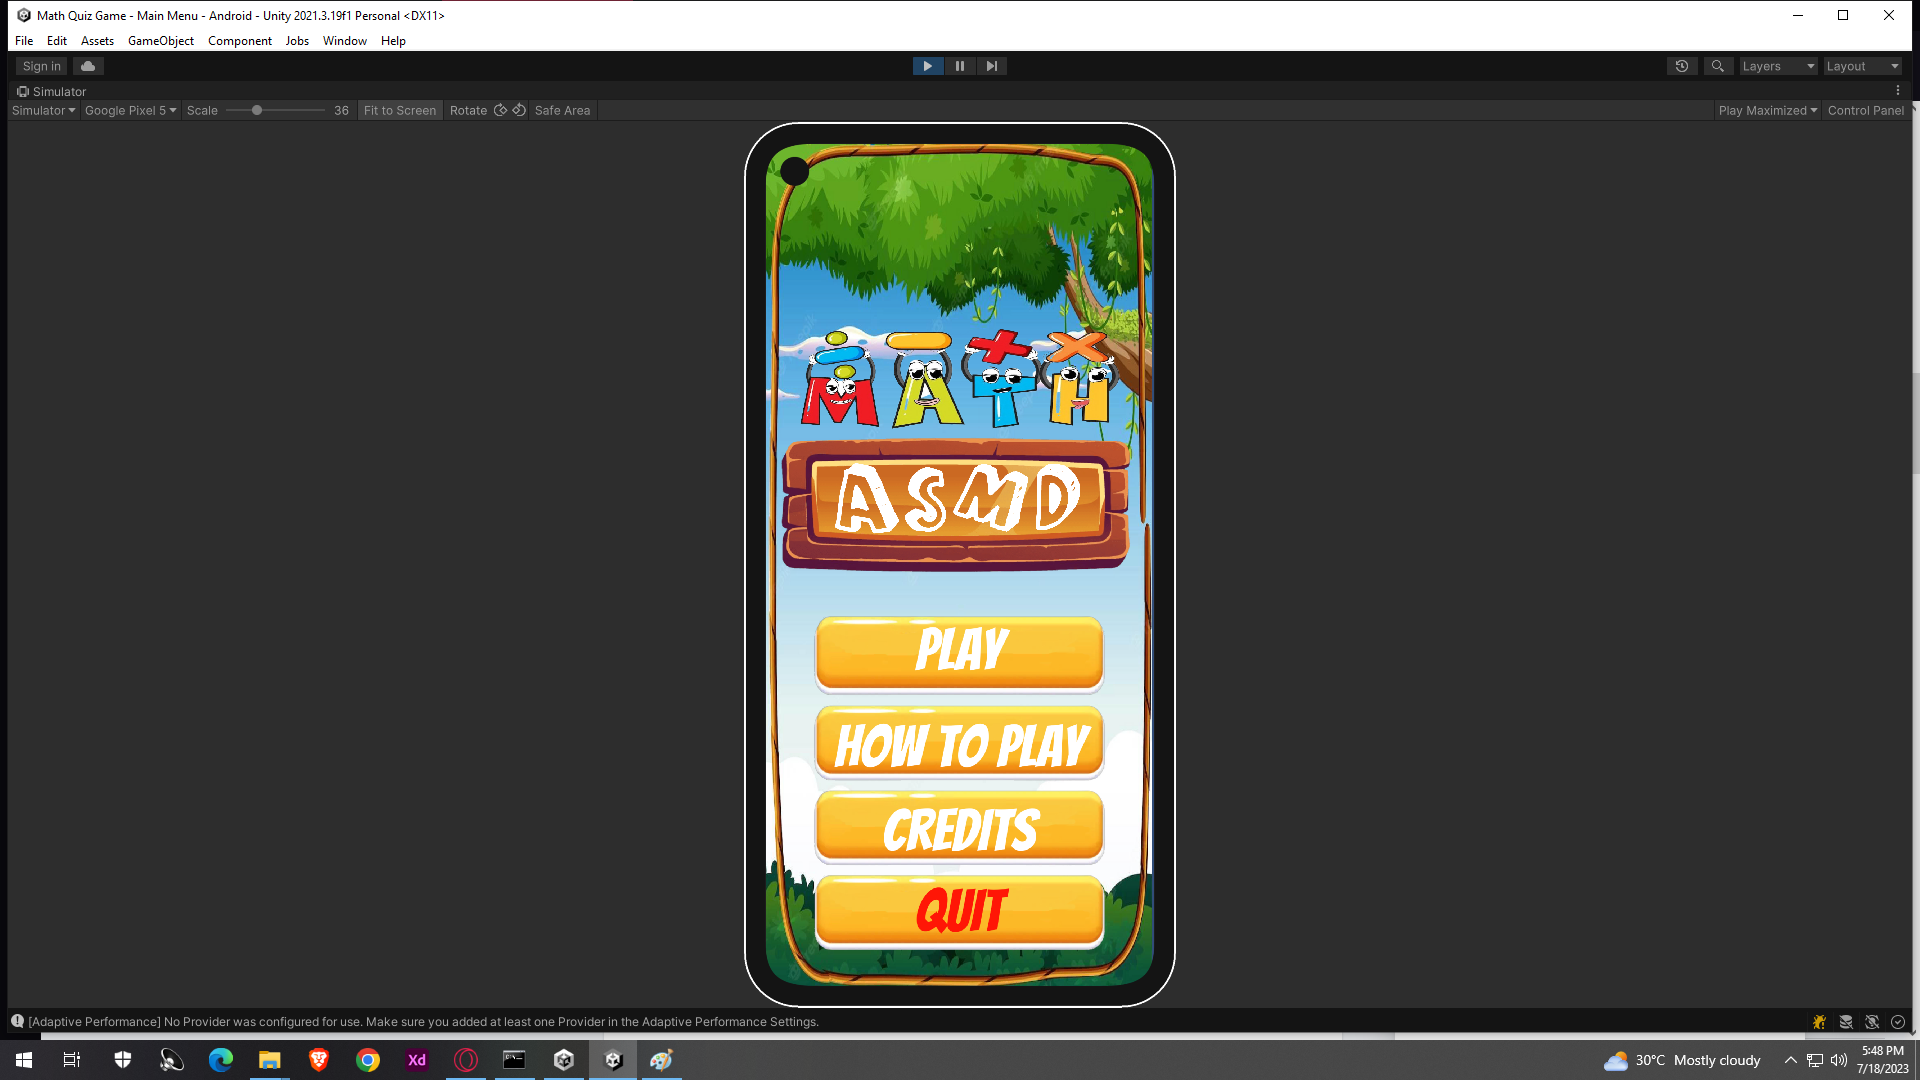 Math Quiz Game - Main Menu - Android - Unity 2021.3.19f1 Personal <DX11>
File Edit Assets GameObject Component Jobs Window Help
Sign in
Layers Layout
Simulator
Simulator Google Pixel 5 Scale 36 Fit to Screen Rotate Safe Area Play Maximized Control Panel
MATH
ASMD
PLAY
HOW TO PLAY
CREDITS
QUIT
[Adaptive Performance] No Provider was configured for use. Make sure you added at least one Provider in the Adaptive Performance Settings.
Xd
30°C Mostly cloudy
5:48 PM
7/18/2023